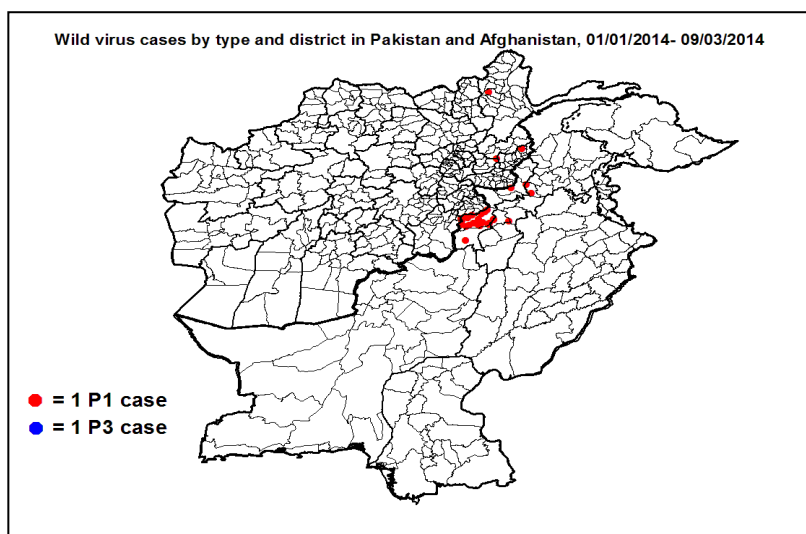 Wild virus cases by type and district in Pakistan and Afghanistan, 01/01/2014- 09/03/2014
= 1 P1 case
= 1 P3 case